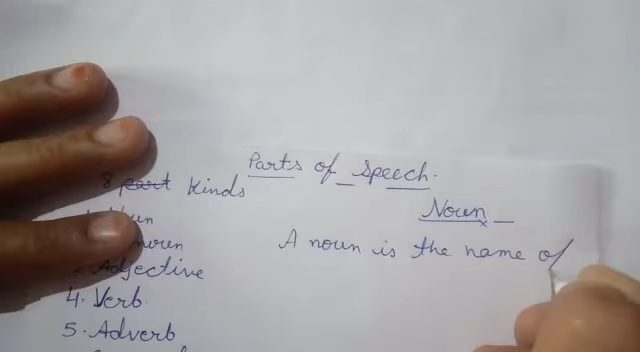 Parts of Speech.
8 part Kinds
Noun
A noun is the name of
Adjective
4. Verb
5. Adverb